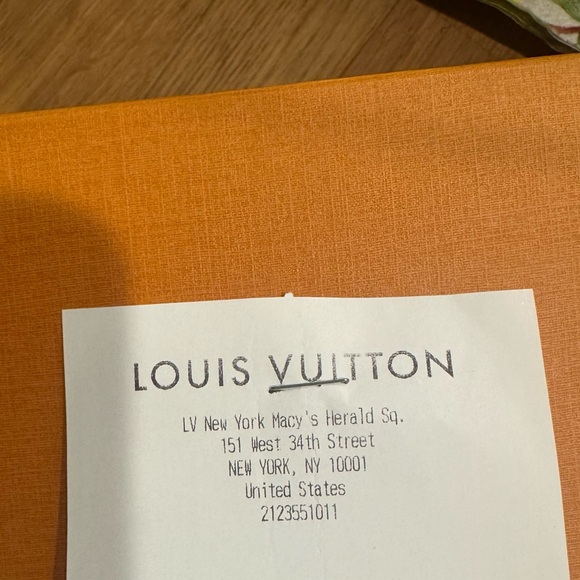 LOUIS VUITTON
LV New York Macy's Herald Sq.
151 West 34th Street
NEW YORK, NY 10001
United States
2123551011